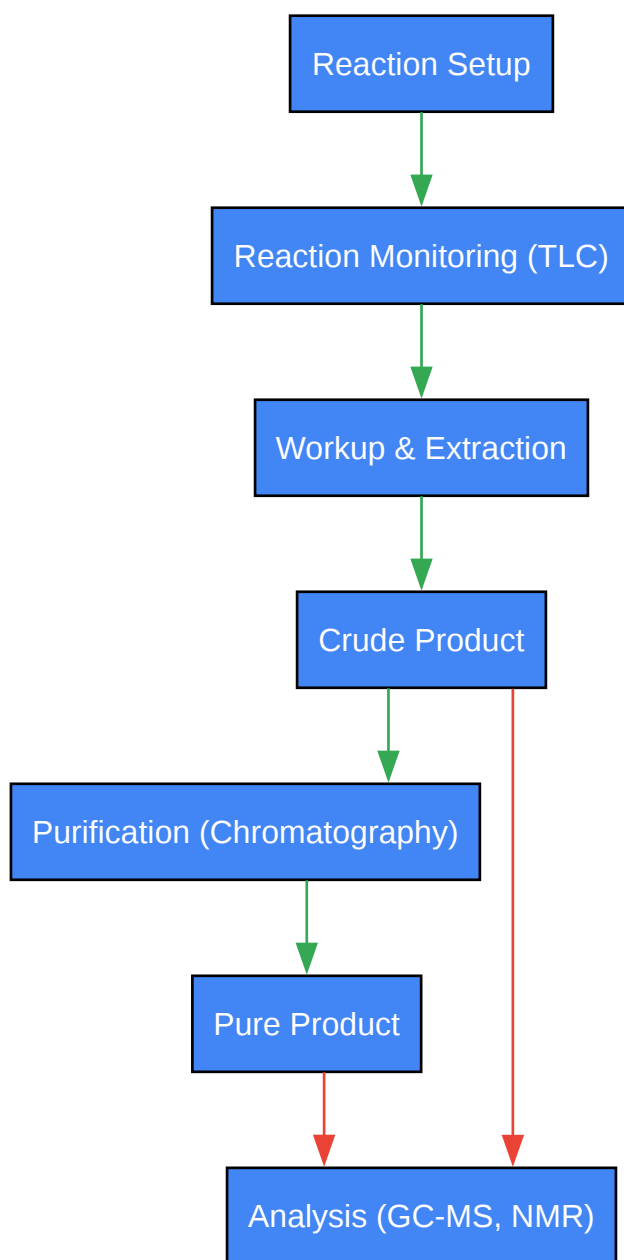 Reaction Setup
Reaction Monitoring (TLC)
Workup & Extraction
Crude Product
Purification (Chromatography)
Pure Product
Analysis (GC-MS, NMR)